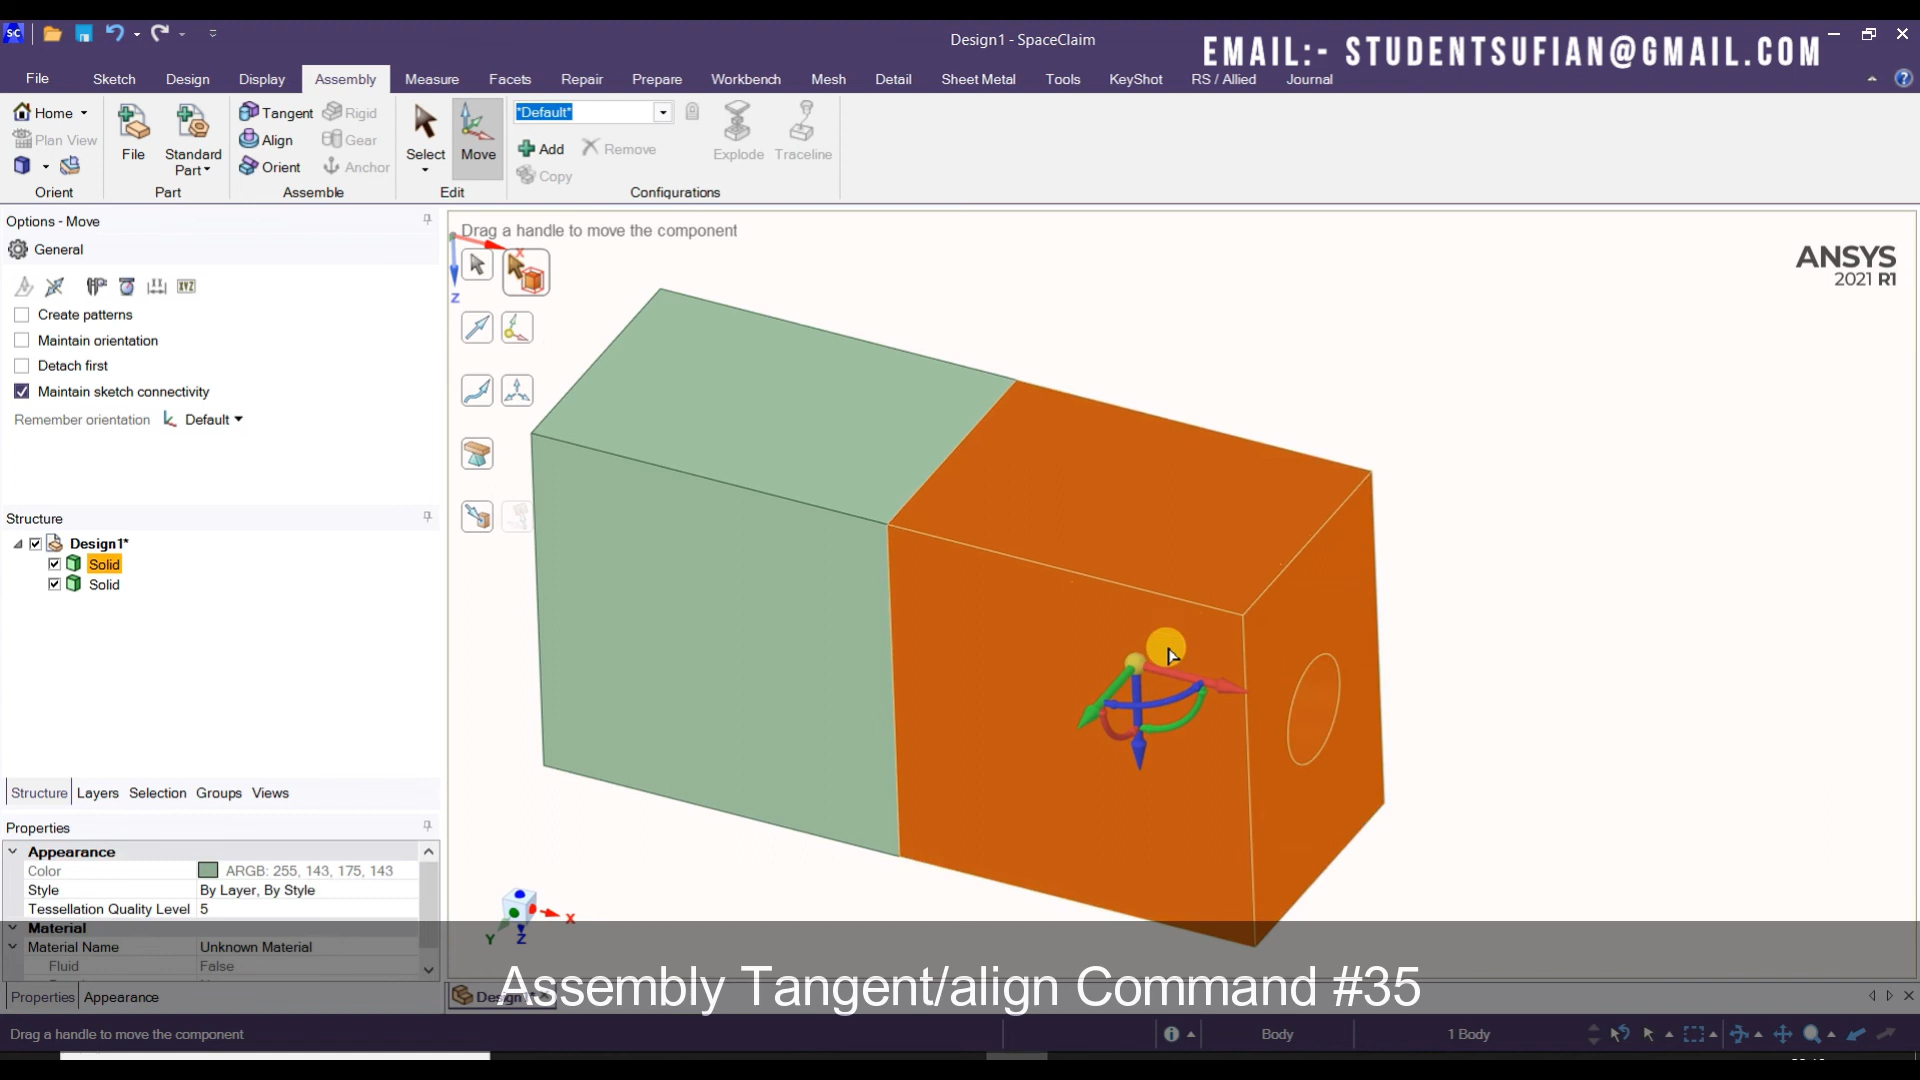 SC
Design1 - SpaceClaim
EMAIL:- STUDENTSUFIAN@GMAIL.COM
File Sketch Design Display Assembly Measure Facets Repair Prepare Workbench Mesh Detail Sheet Metal Tools KeyShot RS / Allied Journal
Home
Plan View
Orient
File
Standard Part
Part
Tangent
Rigid
Align
Gear
Orient
Anchor
Assemble
Select
Move
Edit
*Default*
Add
Remove
Copy
Explode
Traceline
Configurations
Options - Move
General
XYZ
Create patterns
Maintain orientation
Detach first
Maintain sketch connectivity
Remember orientation Default
Structure
Design1*
Solid
Solid
Structure Layers Selection Groups Views
Properties
Appearance
Color ARGB: 255, 143, 175, 143
Style By Layer, By Style
Tessellation Quality Level 5
Material
Material Name Unknown Material
Fluid False
Properties Appearance
Drag a handle to move the component
X
Z
ANSYS
2021 R1
X
Y
Z
Assembly Tangent/align Command #35
Drag a handle to move the component
Body
1 Body